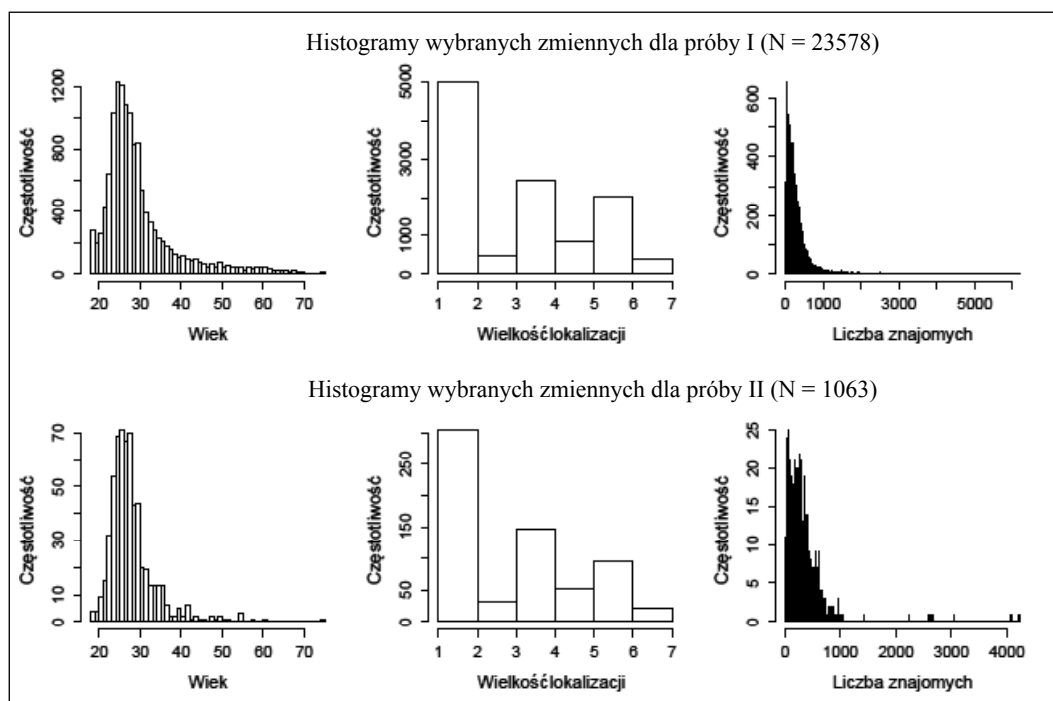 Histogramy wybranych zmiennych dla próby I (N = 23578)
Częstotliwość
0 400 800 1200
20 30 40 50 60 70
Wiek
Częstotliwość
0 1000 3000 5000
1 2 3 4 5 6 7
Wielkośćlokalizacji
Częstotliwość
0 200 400 600
0 1000 3000 5000
Liczba znajomych
Histogramy wybranych zmiennych dla próby II (N = 1063)
Częstotliwość
0 10 30 50 70
20 30 40 50 60 70
Wiek
Częstotliwość
0 50 150 250
1 2 3 4 5 6 7
Wielkośćlokalizacji
Częstotliwość
0 5 10 15 20 25
0 1000 2000 3000 4000
Liczba znajomych